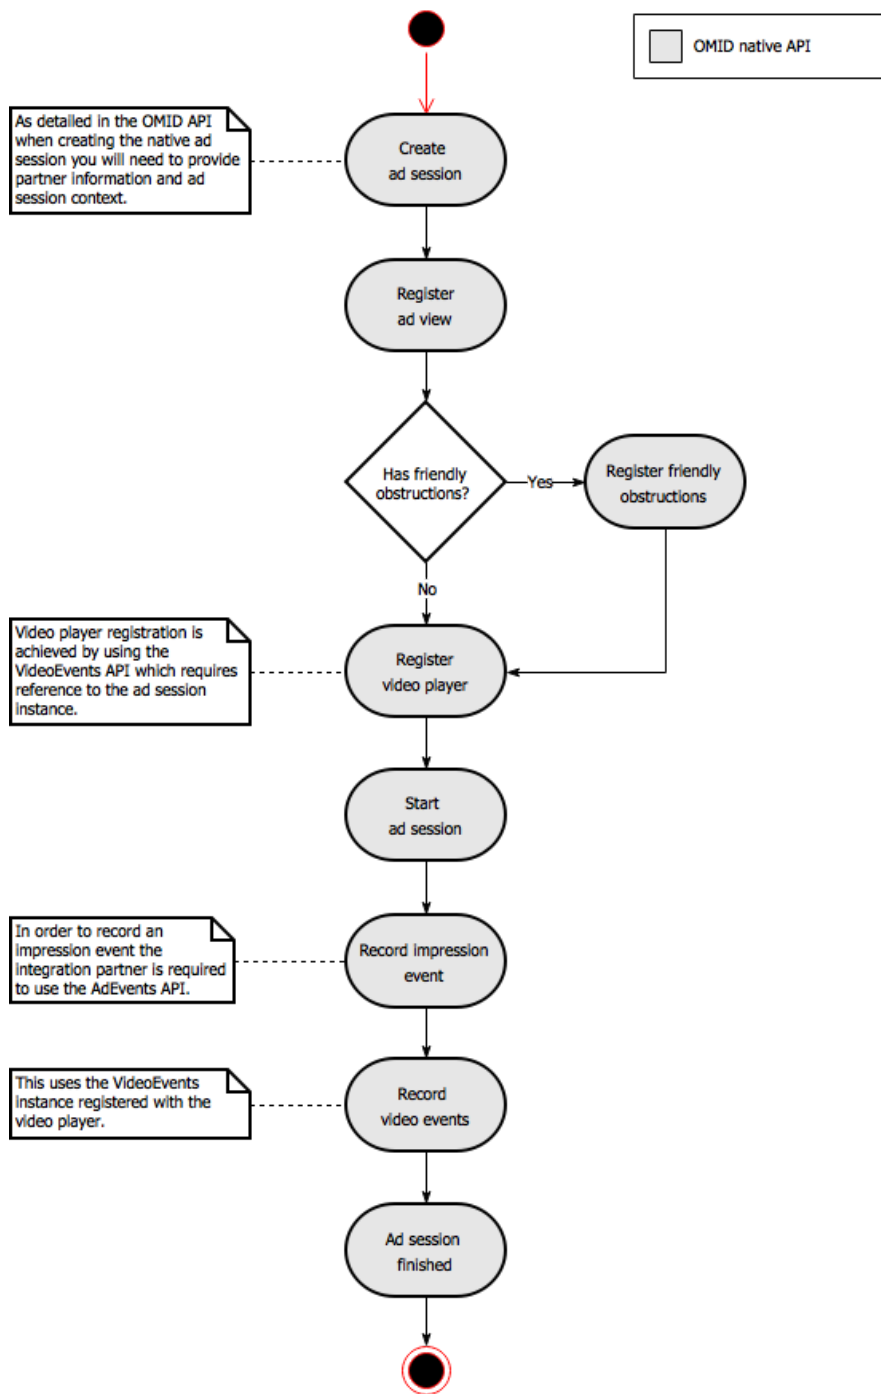 OMID native API
As detailed in the OMID API
when creating the native ad
session you will need to provide
partner information and ad
session context.
Create
ad session
Register
ad view
Has friendly
obstructions?
Yes
Register friendly
obstructions
No
Video player registration is
achieved by using the
VideoEvents API which requires
reference to the ad session
instance.
Register
video player
Start
ad session
In order to record an
impression event the
integration partner is required
to use the AdEvents API.
Record impression
event
This uses the VideoEvents
instance registered with the
video player.
Record
video events
Ad session
finished